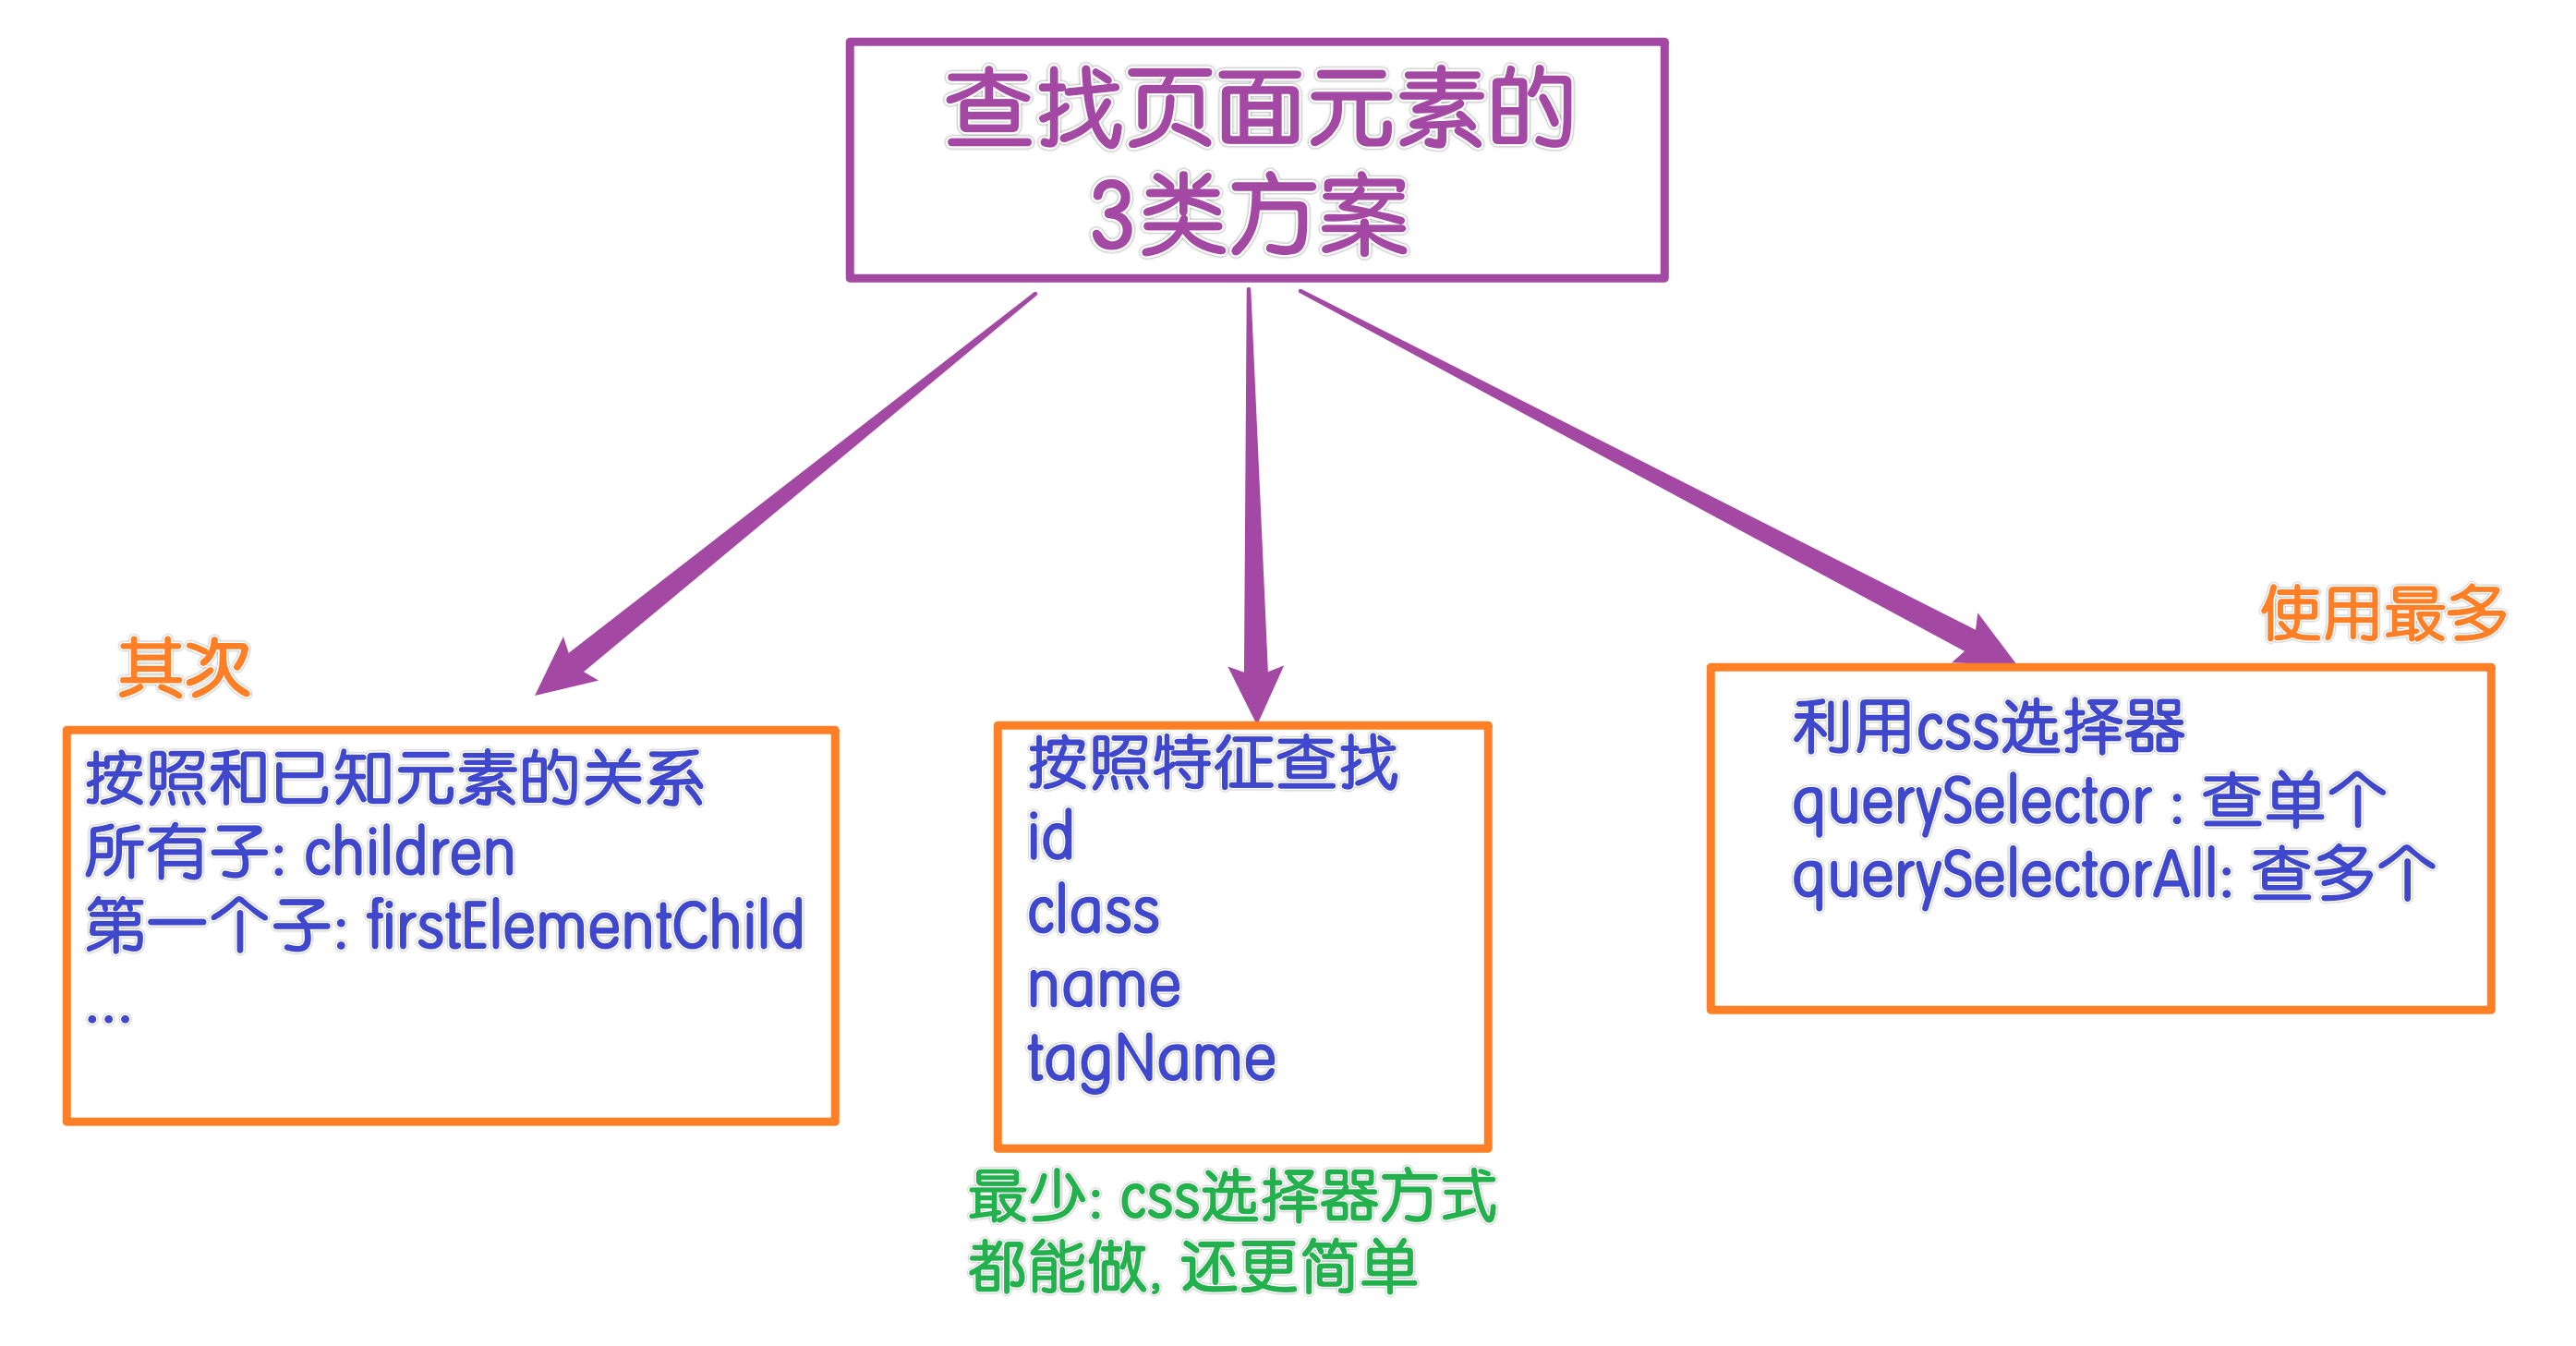 查找页面元素的
3类方案
其次
按照和已知元素的关系
所有子: children
第一个子: firstElementChild
...
按照特征查找
id
class
name
tagName
最少: css选择器方式
都能做, 还更简单
使用最多
利用css选择器
querySelector : 查单个
querySelectorAll: 查多个